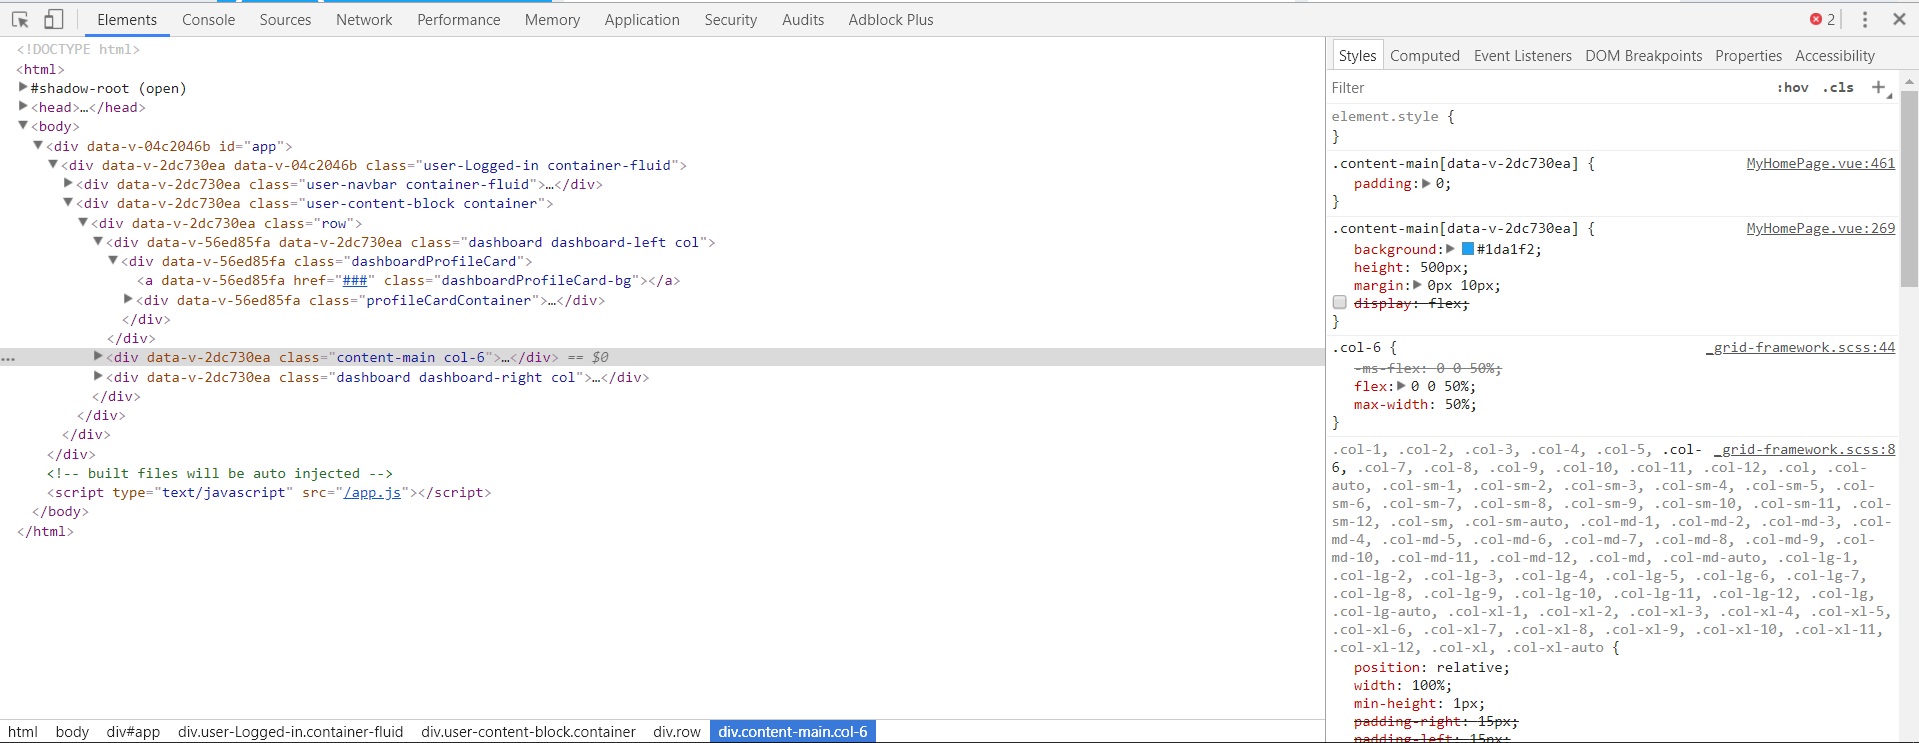 Elements Console Sources Network Performance Memory Application Security Audits Adblock Plus 2
<!DOCTYPE html>
<html>
#shadow-root (open)
<head>…</head>
<body>
<div data-v-04c2046b id="app">
<div data-v-2dc730ea data-v-04c2046b class="user-Logged-in container-fluid">
<div data-v-2dc730ea class="user-navbar container-fluid">…</div>
<div data-v-2dc730ea class="user-content-block container">
<div data-v-2dc730ea class="row">
<div data-v-56ed85fa data-v-2dc730ea class="dashboard dashboard-left col">
<div data-v-56ed85fa class="dashboardProfileCard">
<a data-v-56ed85fa href="###" class="dashboardProfileCard-bg"></a>
<div data-v-56ed85fa class="profileCardContainer">…</div>
</div>
</div>
<div data-v-2dc730ea class="content-main col-6">…</div> == $0
<div data-v-2dc730ea class="dashboard dashboard-right col">…</div>
</div>
</div>
</div>
</div>
<!-- built files will be auto injected -->
<script type="text/javascript" src="/app.js"></script>
</body>
</html>
html body div#app div.user-Logged-in.container-fluid div.user-content-block.container div.row div.content-main.col-6
Styles Computed Event Listeners DOM Breakpoints Properties Accessibility
Filter :hov .cls +
element.style {
}
.content-main[data-v-2dc730ea] { MyHomePage.vue:461
padding: 0;
}
.content-main[data-v-2dc730ea] { MyHomePage.vue:269
background: #1da1f2;
height: 500px;
margin: 0px 10px;
display: flex;
}
.col-6 { _grid-framework.scss:44
-ms-flex: 0 0 50%;
flex: 0 0 50%;
max-width: 50%;
}
.col-1, .col-2, .col-3, .col-4, .col-5, .col- _grid-framework.scss:8
6, .col-7, .col-8, .col-9, .col-10, .col-11, .col-12, .col, .col-
auto, .col-sm-1, .col-sm-2, .col-sm-3, .col-sm-4, .col-sm-5, .col-
sm-6, .col-sm-7, .col-sm-8, .col-sm-9, .col-sm-10, .col-sm-11, .col-
sm-12, .col-sm, .col-sm-auto, .col-md-1, .col-md-2, .col-md-3, .col-
md-4, .col-md-5, .col-md-6, .col-md-7, .col-md-8, .col-md-9, .col-
md-10, .col-md-11, .col-md-12, .col-md, .col-md-auto, .col-lg-1,
.col-lg-2, .col-lg-3, .col-lg-4, .col-lg-5, .col-lg-6, .col-lg-7,
.col-lg-8, .col-lg-9, .col-lg-10, .col-lg-11, .col-lg-12, .col-lg,
.col-lg-auto, .col-xl-1, .col-xl-2, .col-xl-3, .col-xl-4, .col-xl-5,
.col-xl-6, .col-xl-7, .col-xl-8, .col-xl-9, .col-xl-10, .col-xl-11,
.col-xl-12, .col-xl, .col-xl-auto {
position: relative;
width: 100%;
min-height: 1px;
padding-right: 15px;
padding-left: 15px;